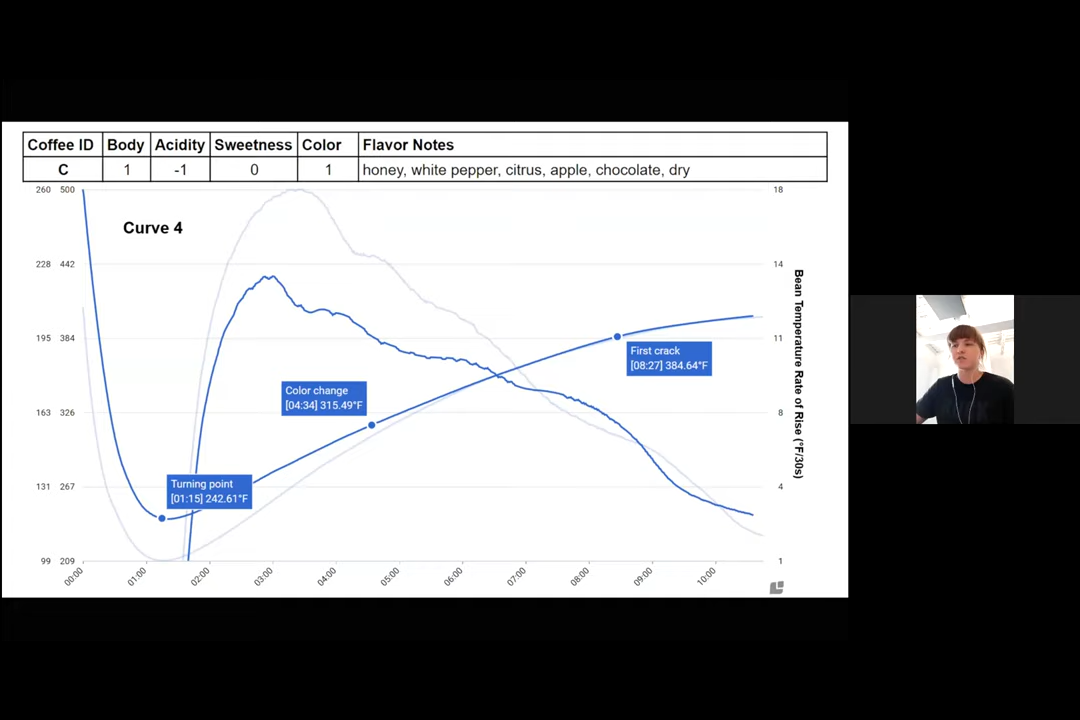 Coffee ID Body Acidity Sweetness Color Flavor Notes
C 1 -1 0 1 honey, white pepper, citrus, apple, chocolate, dry
260 500 18
Curve 4
228 442 14
195 384 11
163 326 8
131 267 4
99 209 1
Color change
[04:34] 315.49°F
First crack
[08:27] 384.64°F
Turning point
[01:15] 242.61°F
Bean Temperature Rate of Rise (°F/30s)
00:00 01:00 02:00 03:00 04:00 05:00 06:00 07:00 08:00 09:00 10:00